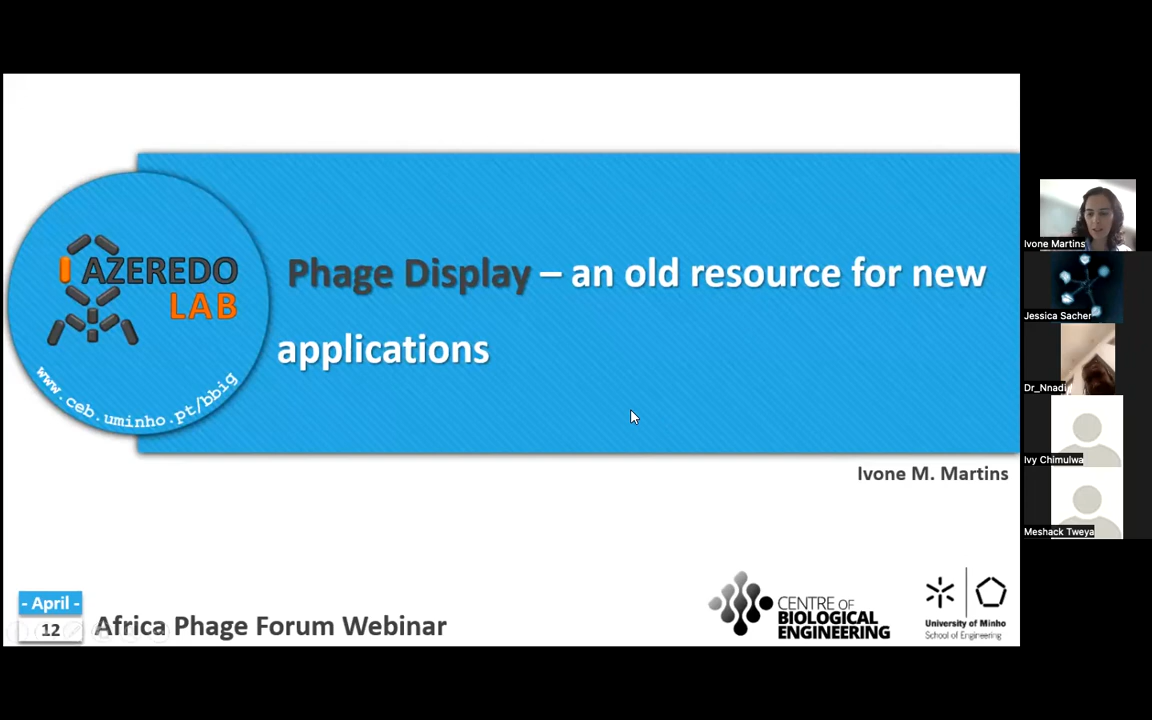 AZEREDO
LAB
www.ceb.uminho.pt/bbig
Phage Display – an old resource for new
applications
Ivone M. Martins
- April -
12
Africa Phage Forum Webinar
CENTRE OF
BIOLOGICAL
ENGINEERING
University of Minho
School of Engineering
Ivone Martins
Jessica Sacher
Dr_Nnadi
Ivy Chimulwa
Meshack Tweya